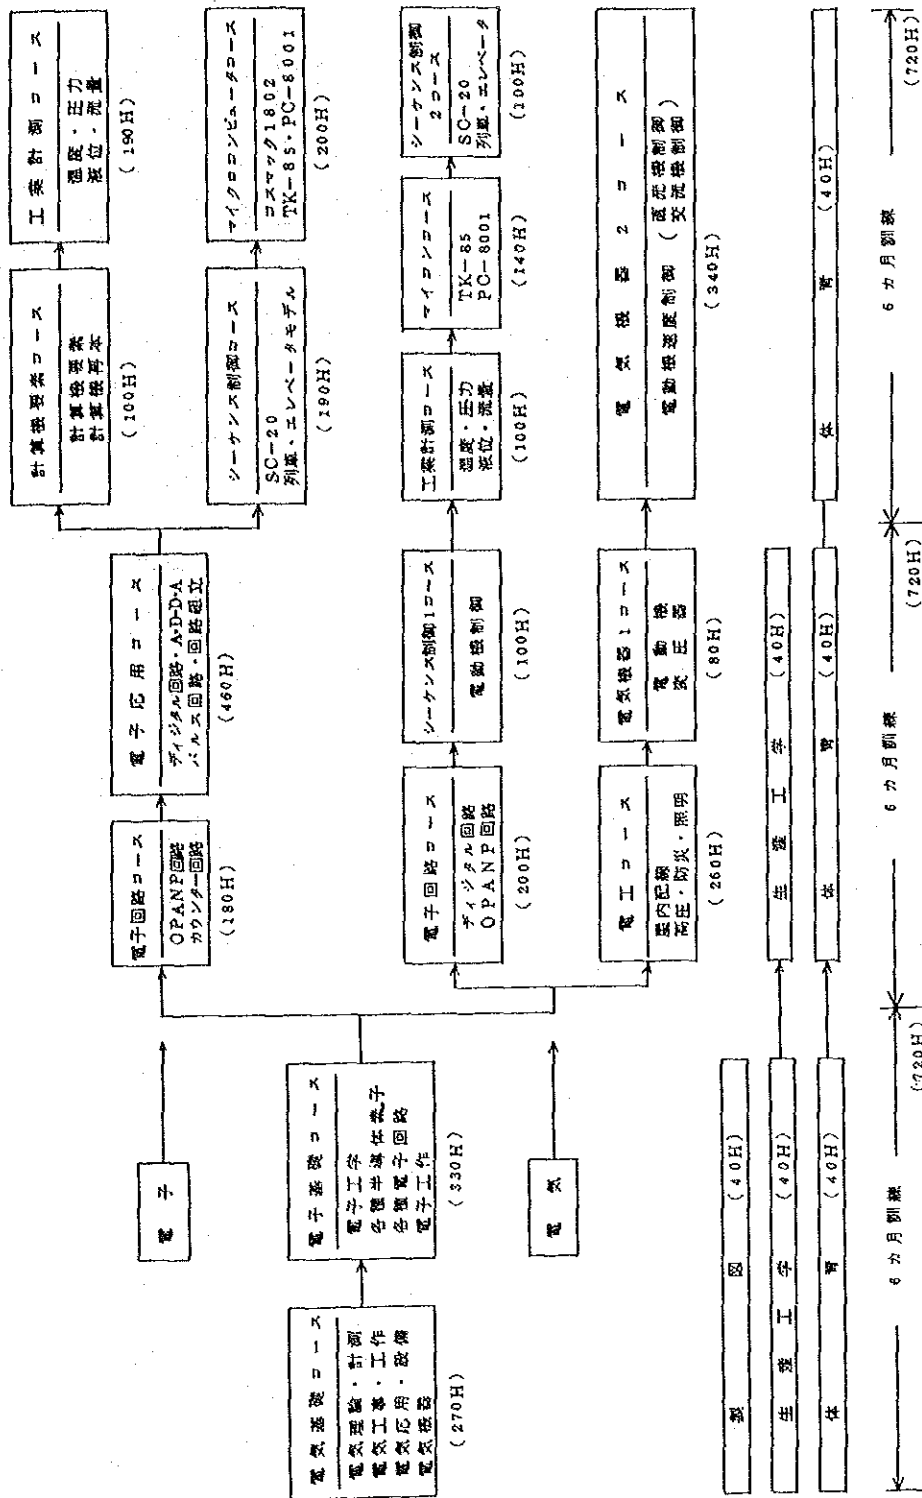 電気基礎コース
電気理論・計測
電気工事・工作
電気応用・設備
電気機器
(270H)
電子基礎コース
電子工学
各種半導体素子
各種電子回路
電子工作
(330H)
電子
電気
電子回路コース
OPANP回路
カウンター回路
(180H)
電子応用コース
ディジタル回路・A-D・D-A
パルス回路・回路組立
(460H)
計算機要素コース
計算機要素
計算機再本
(100H)
工業計測コース
温度・圧力
液位・流量
(190H)
シーケンス制御コース
SC-20
列車・エレベータモデル
(190H)
マイクロコンピュータコース
コスマック1802
TK-85・PC-8001
(200H)
電子回路コース
ディジタル回路
OPANP回路
(200H)
シーケンス制御1コース
電動機制御
(100H)
工業計測コース
温度・圧力
液位・流量
(100H)
マイコンコース
TK-85
PC-8001
(140H)
シーケンス制御
2コース
SC-20
列車・エレベータ
(100H)
電工コース
屋内配線
高圧・防災・照明
(260H)
電気機器1コース
電動機
変圧器
(80H)
電気機器2コース
電動機速度制御(直流機制御
交流機制御)
(340H)
製図(40H)
生産工学(40H)
生産工学(40H)
体育(40H)
体育(40H)
体育(40H)
6カ月訓練
6カ月訓練
6カ月訓練
(720H)
(720H)
(720H)